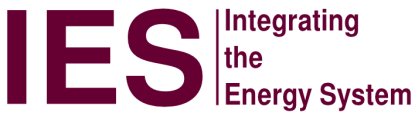 IES
Integrating
the
Energy System